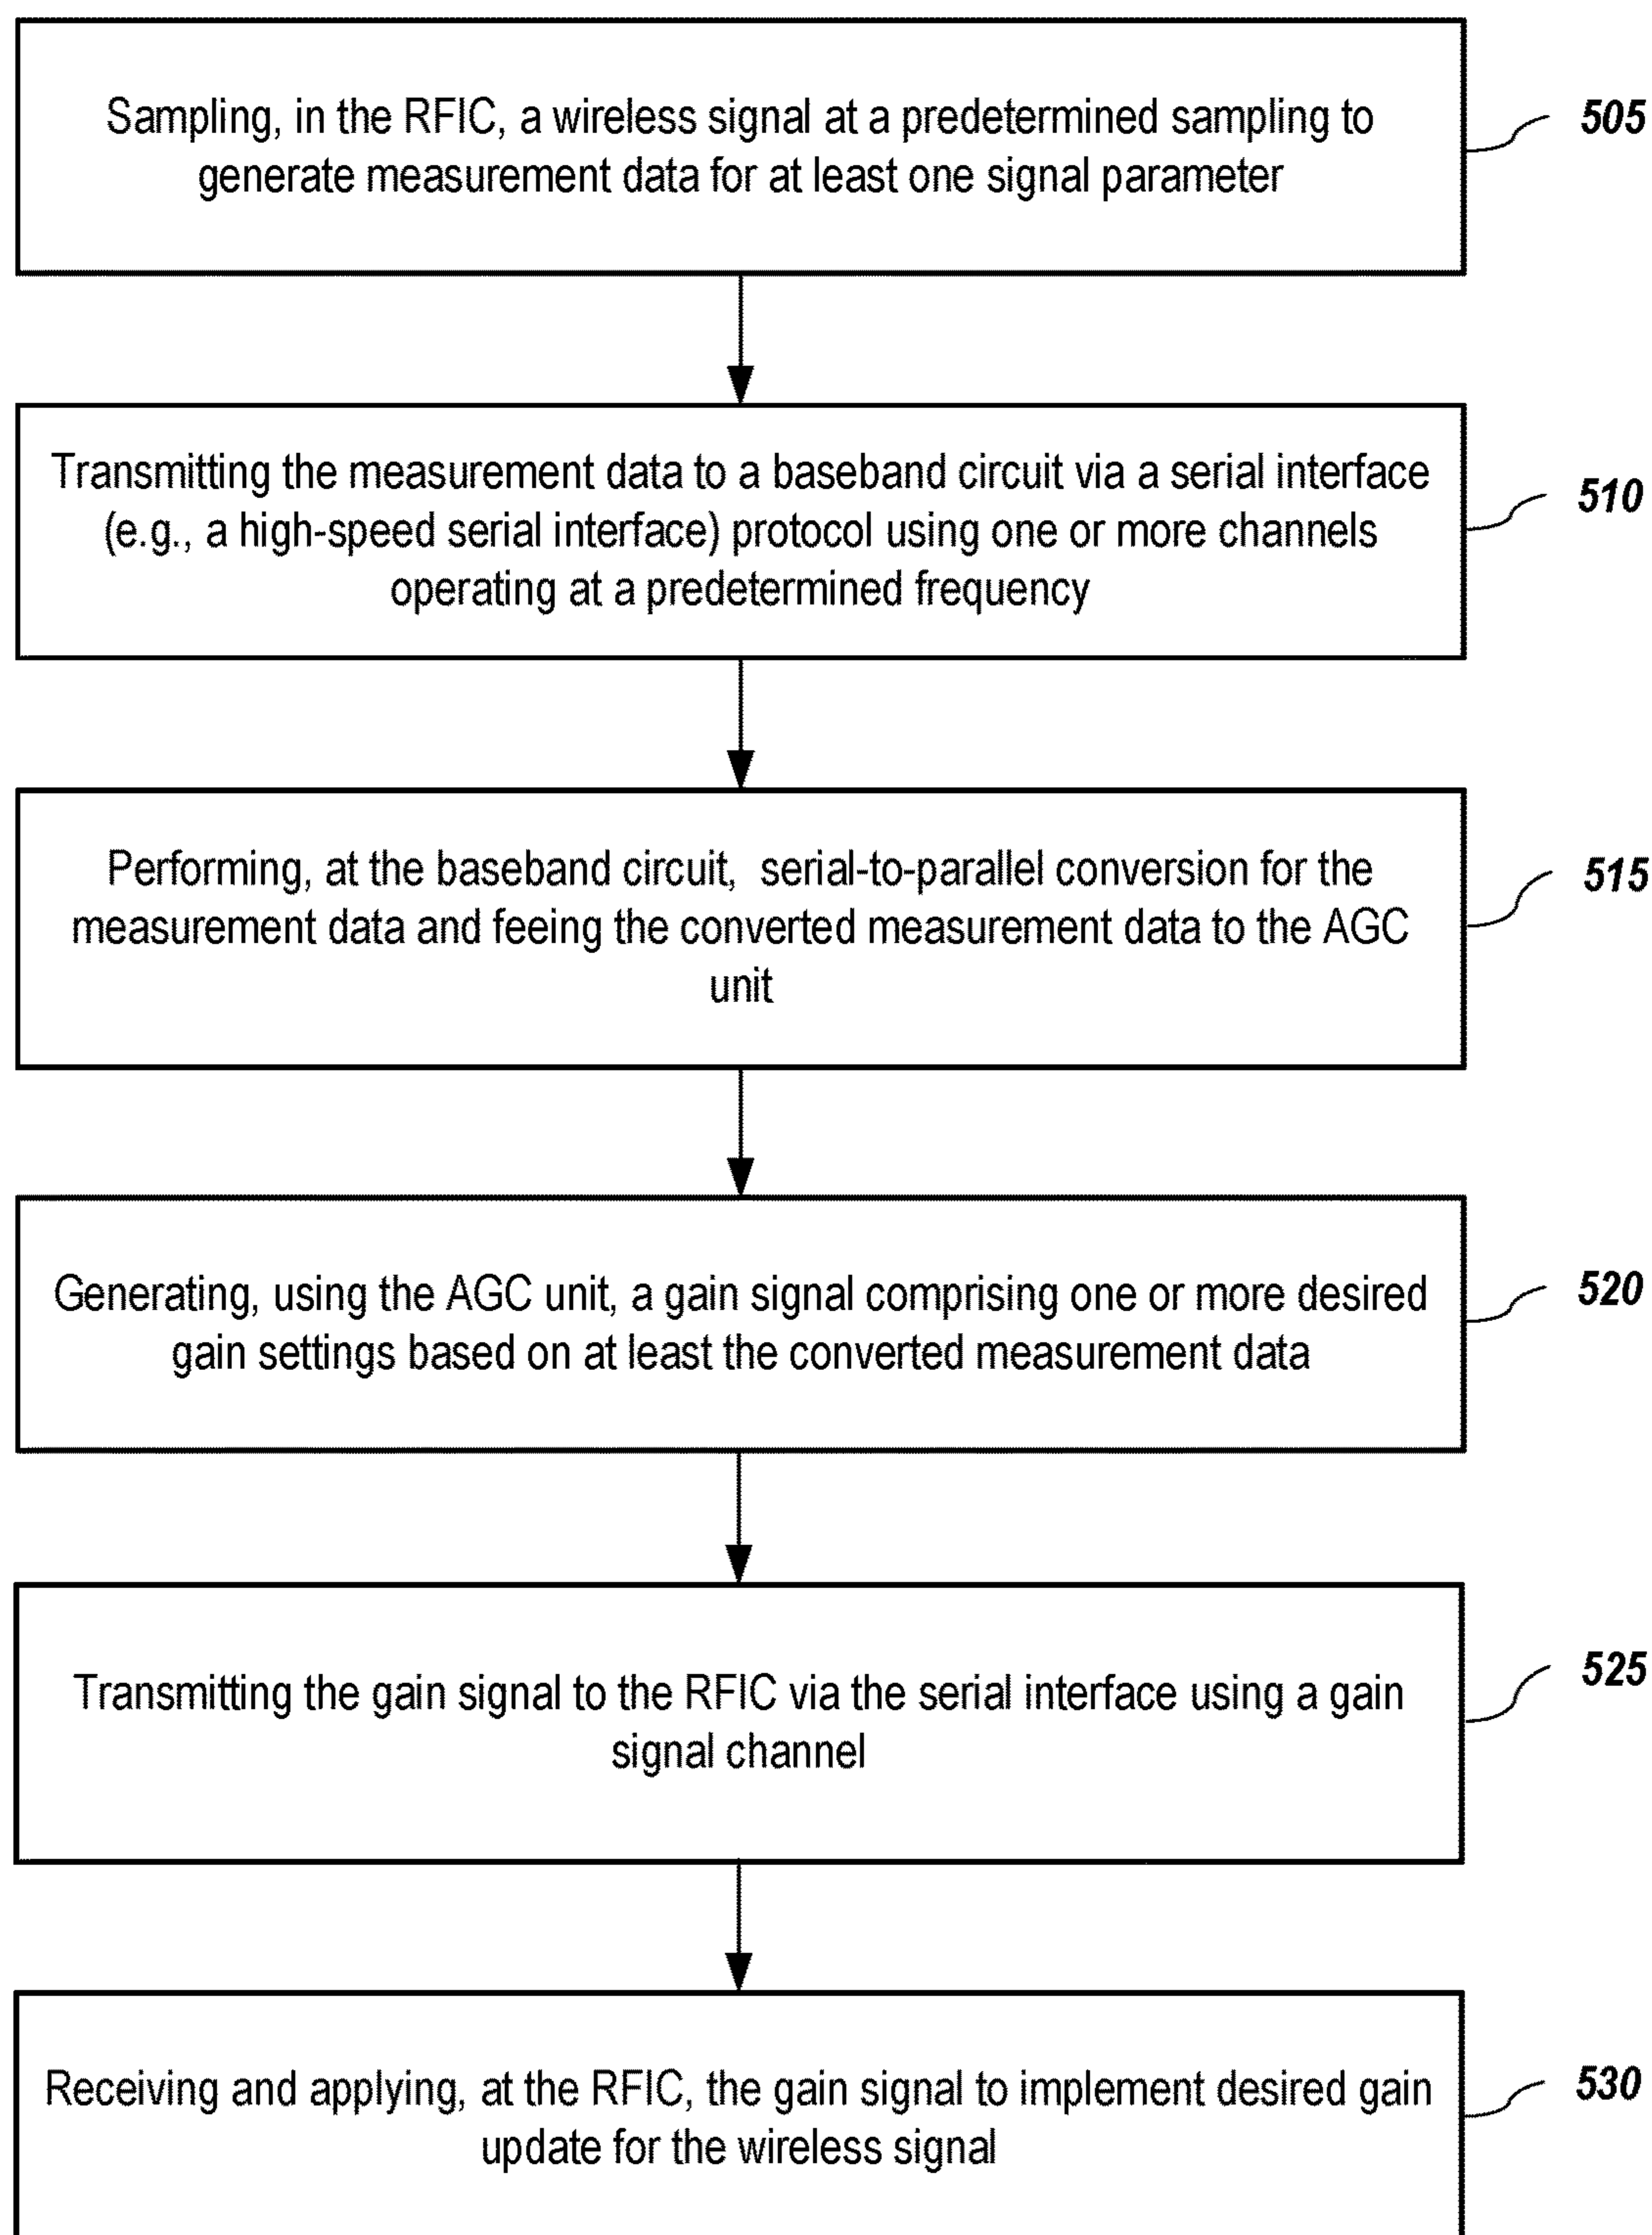 Sampling, in the RFIC, a wireless signal at a predetermined sampling to
generate measurement data for at least one signal parameter
505
Transmitting the measurement data to a baseband circuit via a serial interface
(e.g., a high-speed serial interface) protocol using one or more channels
operating at a predetermined frequency
510
Performing, at the baseband circuit, serial-to-parallel conversion for the
measurement data and feeing the converted measurement data to the AGC
unit
515
Generating, using the AGC unit, a gain signal comprising one or more desired
gain settings based on at least the converted measurement data
520
Transmitting the gain signal to the RFIC via the serial interface using a gain
signal channel
525
Receiving and applying, at the RFIC, the gain signal to implement desired gain
update for the wireless signal
530